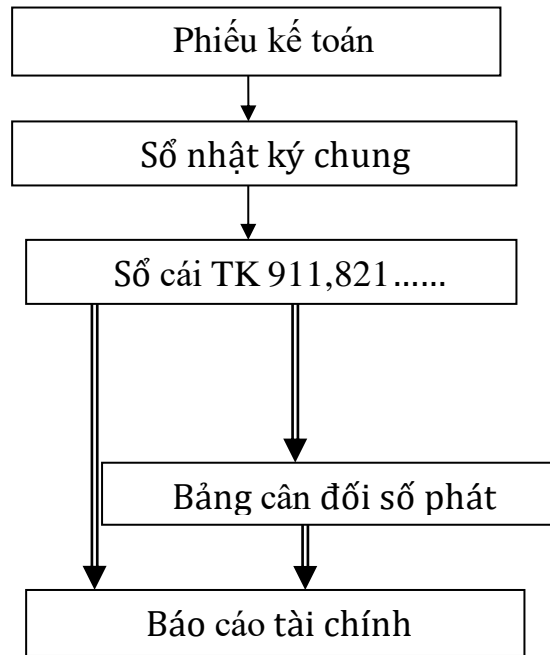 Phiếu kế toán
Sổ nhật ký chung
Sổ cái TK 911,821......
Bảng cân đối số phát
Báo cáo tài chính